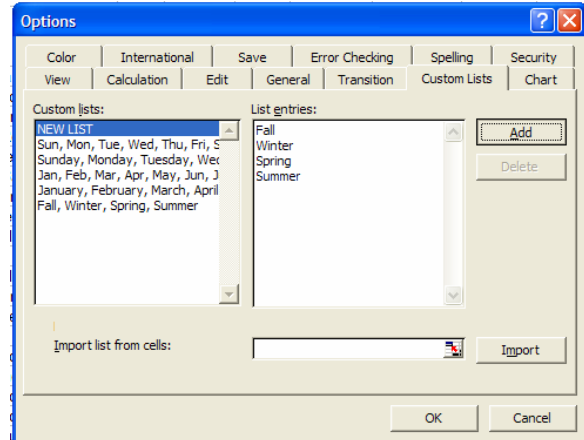 Options
Color International Save Error Checking Spelling Security
View Calculation Edit General Transition Custom Lists Chart
Custom lists: List entries:
NEW LIST
Sun, Mon, Tue, Wed, Thu, Fri, S
Sunday, Monday, Tuesday, Wed
Jan, Feb, Mar, Apr, May, Jun, J
January, February, March, April
Fall, Winter, Spring, Summer
Fall
Winter
Spring
Summer
Add
Delete
Import list from cells: Import
OK Cancel